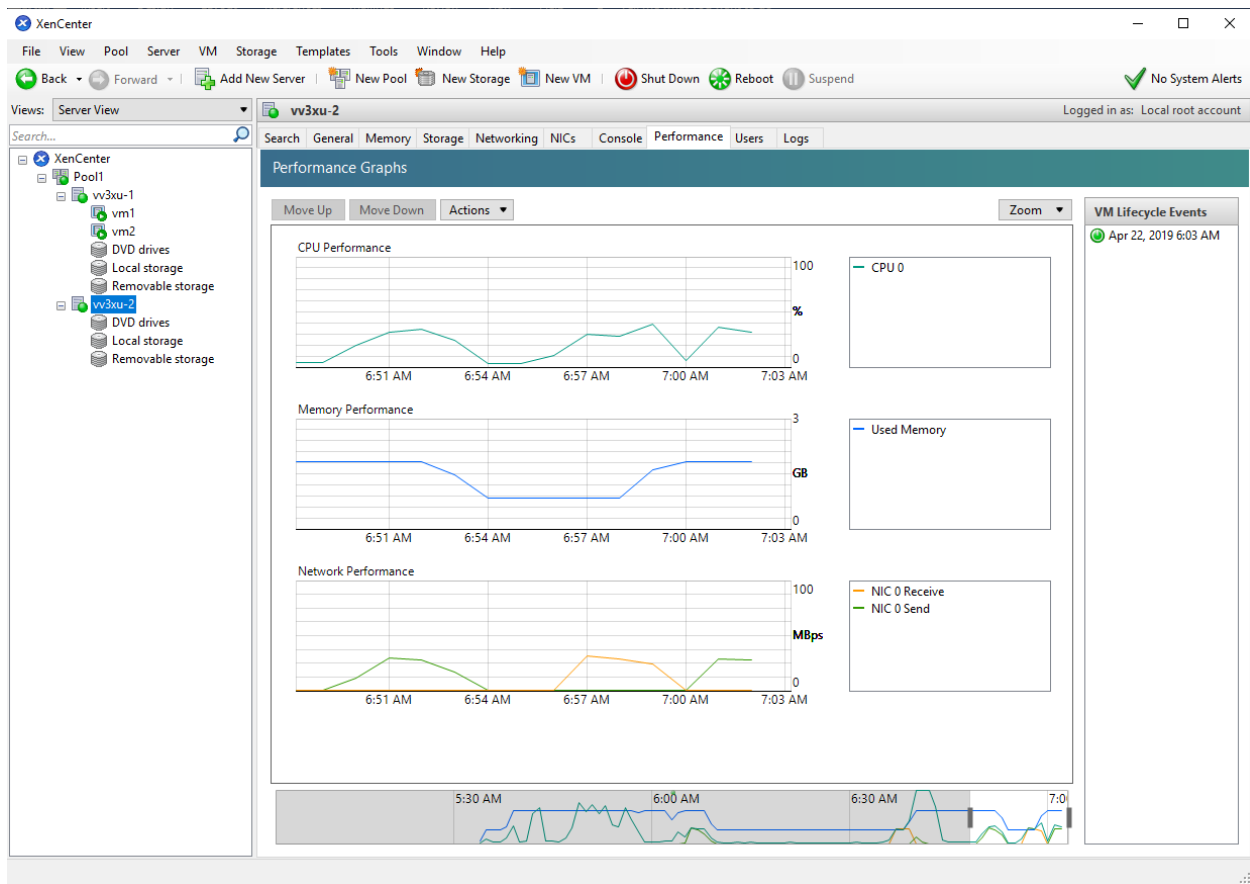 XenCenter
File View Pool Server VM Storage Templates Tools Window Help
Back Forward Add New Server New Pool New Storage New VM Shut Down Reboot Suspend No System Alerts
Views: Server View
vv3xu-2 Logged in as: Local root account
Search...
Search General Memory Storage Networking NICs Console Performance Users Logs
XenCenter
Pool1
vv3xu-1
vm1
vm2
DVD drives
Local storage
Removable storage
vv3xu-2
DVD drives
Local storage
Removable storage
Performance Graphs
Move Up Move Down Actions Zoom
CPU Performance
100
%
0
6:51 AM 6:54 AM 6:57 AM 7:00 AM 7:03 AM
CPU 0
Memory Performance
3
GB
0
6:51 AM 6:54 AM 6:57 AM 7:00 AM 7:03 AM
Used Memory
Network Performance
100
MBps
0
6:51 AM 6:54 AM 6:57 AM 7:00 AM 7:03 AM
NIC 0 Receive
NIC 0 Send
5:30 AM 6:00 AM 6:30 AM 7:0
VM Lifecycle Events
Apr 22, 2019 6:03 AM